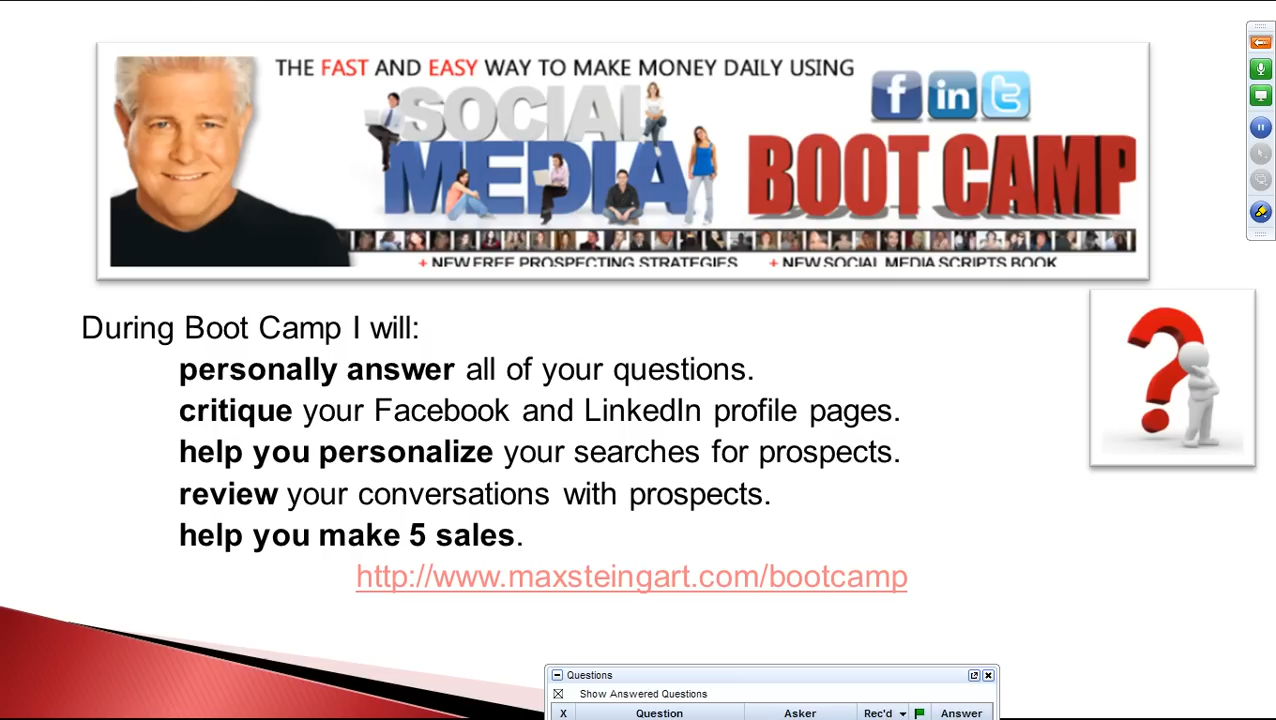 THE FAST AND EASY WAY TO MAKE MONEY DAILY USING
SOCIAL
MEDIA
f in t
BOOT CAMP
+ NEW FREE PROSPECTING STRATEGIES + NEW SOCIAL MEDIA SCRIPTS BOOK
During Boot Camp I will:
personally answer all of your questions.
critique your Facebook and LinkedIn profile pages.
help you personalize your searches for prospects.
review your conversations with prospects.
help you make 5 sales.
http://www.maxsteingart.com/bootcamp
?
Questions
Show Answered Questions
X Question Asker Rec'd Answer